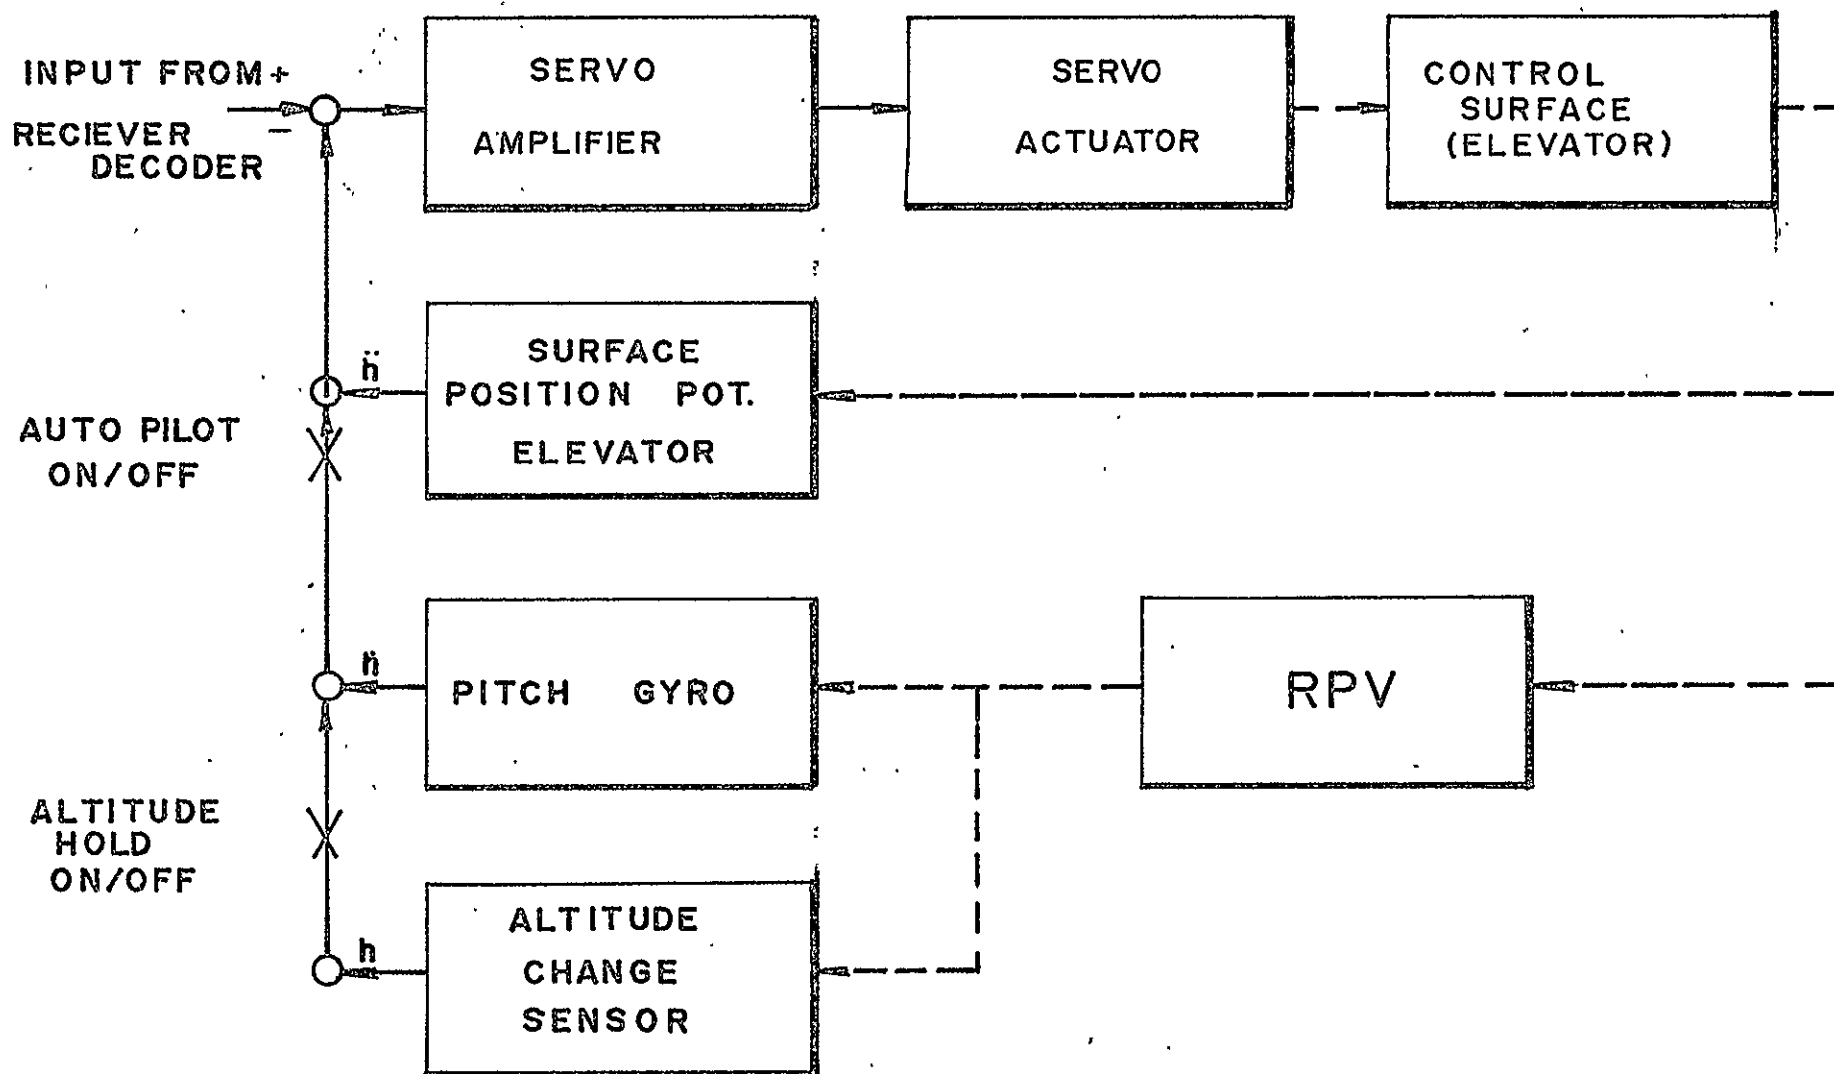 INPUT FROM +
RECIEVER –
DECODER
SERVO
AMPLIFIER
SERVO
ACTUATOR
CONTROL
SURFACE
(ELEVATOR)
AUTO PILOT
ON/OFF
ḧ
SURFACE
POSITION POT.
ELEVATOR
ḣ
PITCH GYRO
RPV
ALTITUDE
HOLD
ON/OFF
h
ALTITUDE
CHANGE
SENSOR